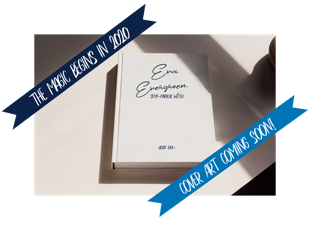 THE MAGIC BEGINS IN 2020
Eva
Evergreen
SEMI-MAGICAL WITCH
-BOOK ONE-
COVER ART COMING SOON!